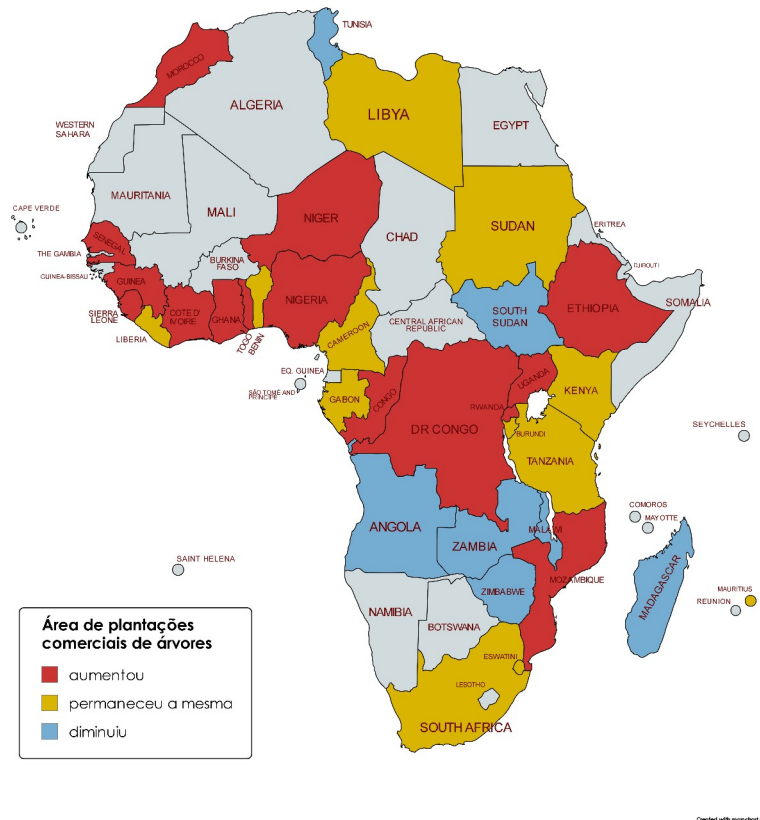 TUNISIA
MOROCCO
ALGERIA
LIBYA
EGYPT
WESTERN
SAHARA
MAURITANIA
MALI
NIGER
CHAD
SUDAN
ERITREA
CAPE VERDE
SENEGAL
THE GAMBIA
GUINEA-BISSAU
GUINEA
BURKINA
FASO
DJIBOUTI
SIERRA
LEONE
COTE D'
IVOIRE
GHANA
NIGERIA
SOUTH
SUDAN
ETHIOPIA
SOMALIA
LIBERIA
TOGO
BENIN
CAMEROON
CENTRAL AFRICAN
REPUBLIC
EQ. GUINEA
SÃO TOMÉ AND
PRINCIPE
GABON
CONGO
UGANDA
KENYA
RWANDA
DR CONGO
BURUNDI
TANZANIA
SEYCHELLES
COMOROS
MAYOTTE
ANGOLA
ZAMBIA
MALAWI
SAINT HELENA
MOZAMBIQUE
ZIMBABWE
MADAGASCAR
MAURITIUS
REUNION
NAMIBIA
BOTSWANA
ESWATINI
LESOTHO
SOUTH AFRICA
Área de plantações
comerciais de árvores
aumentou
permaneceu a mesma
diminuiu
Created with mapchart